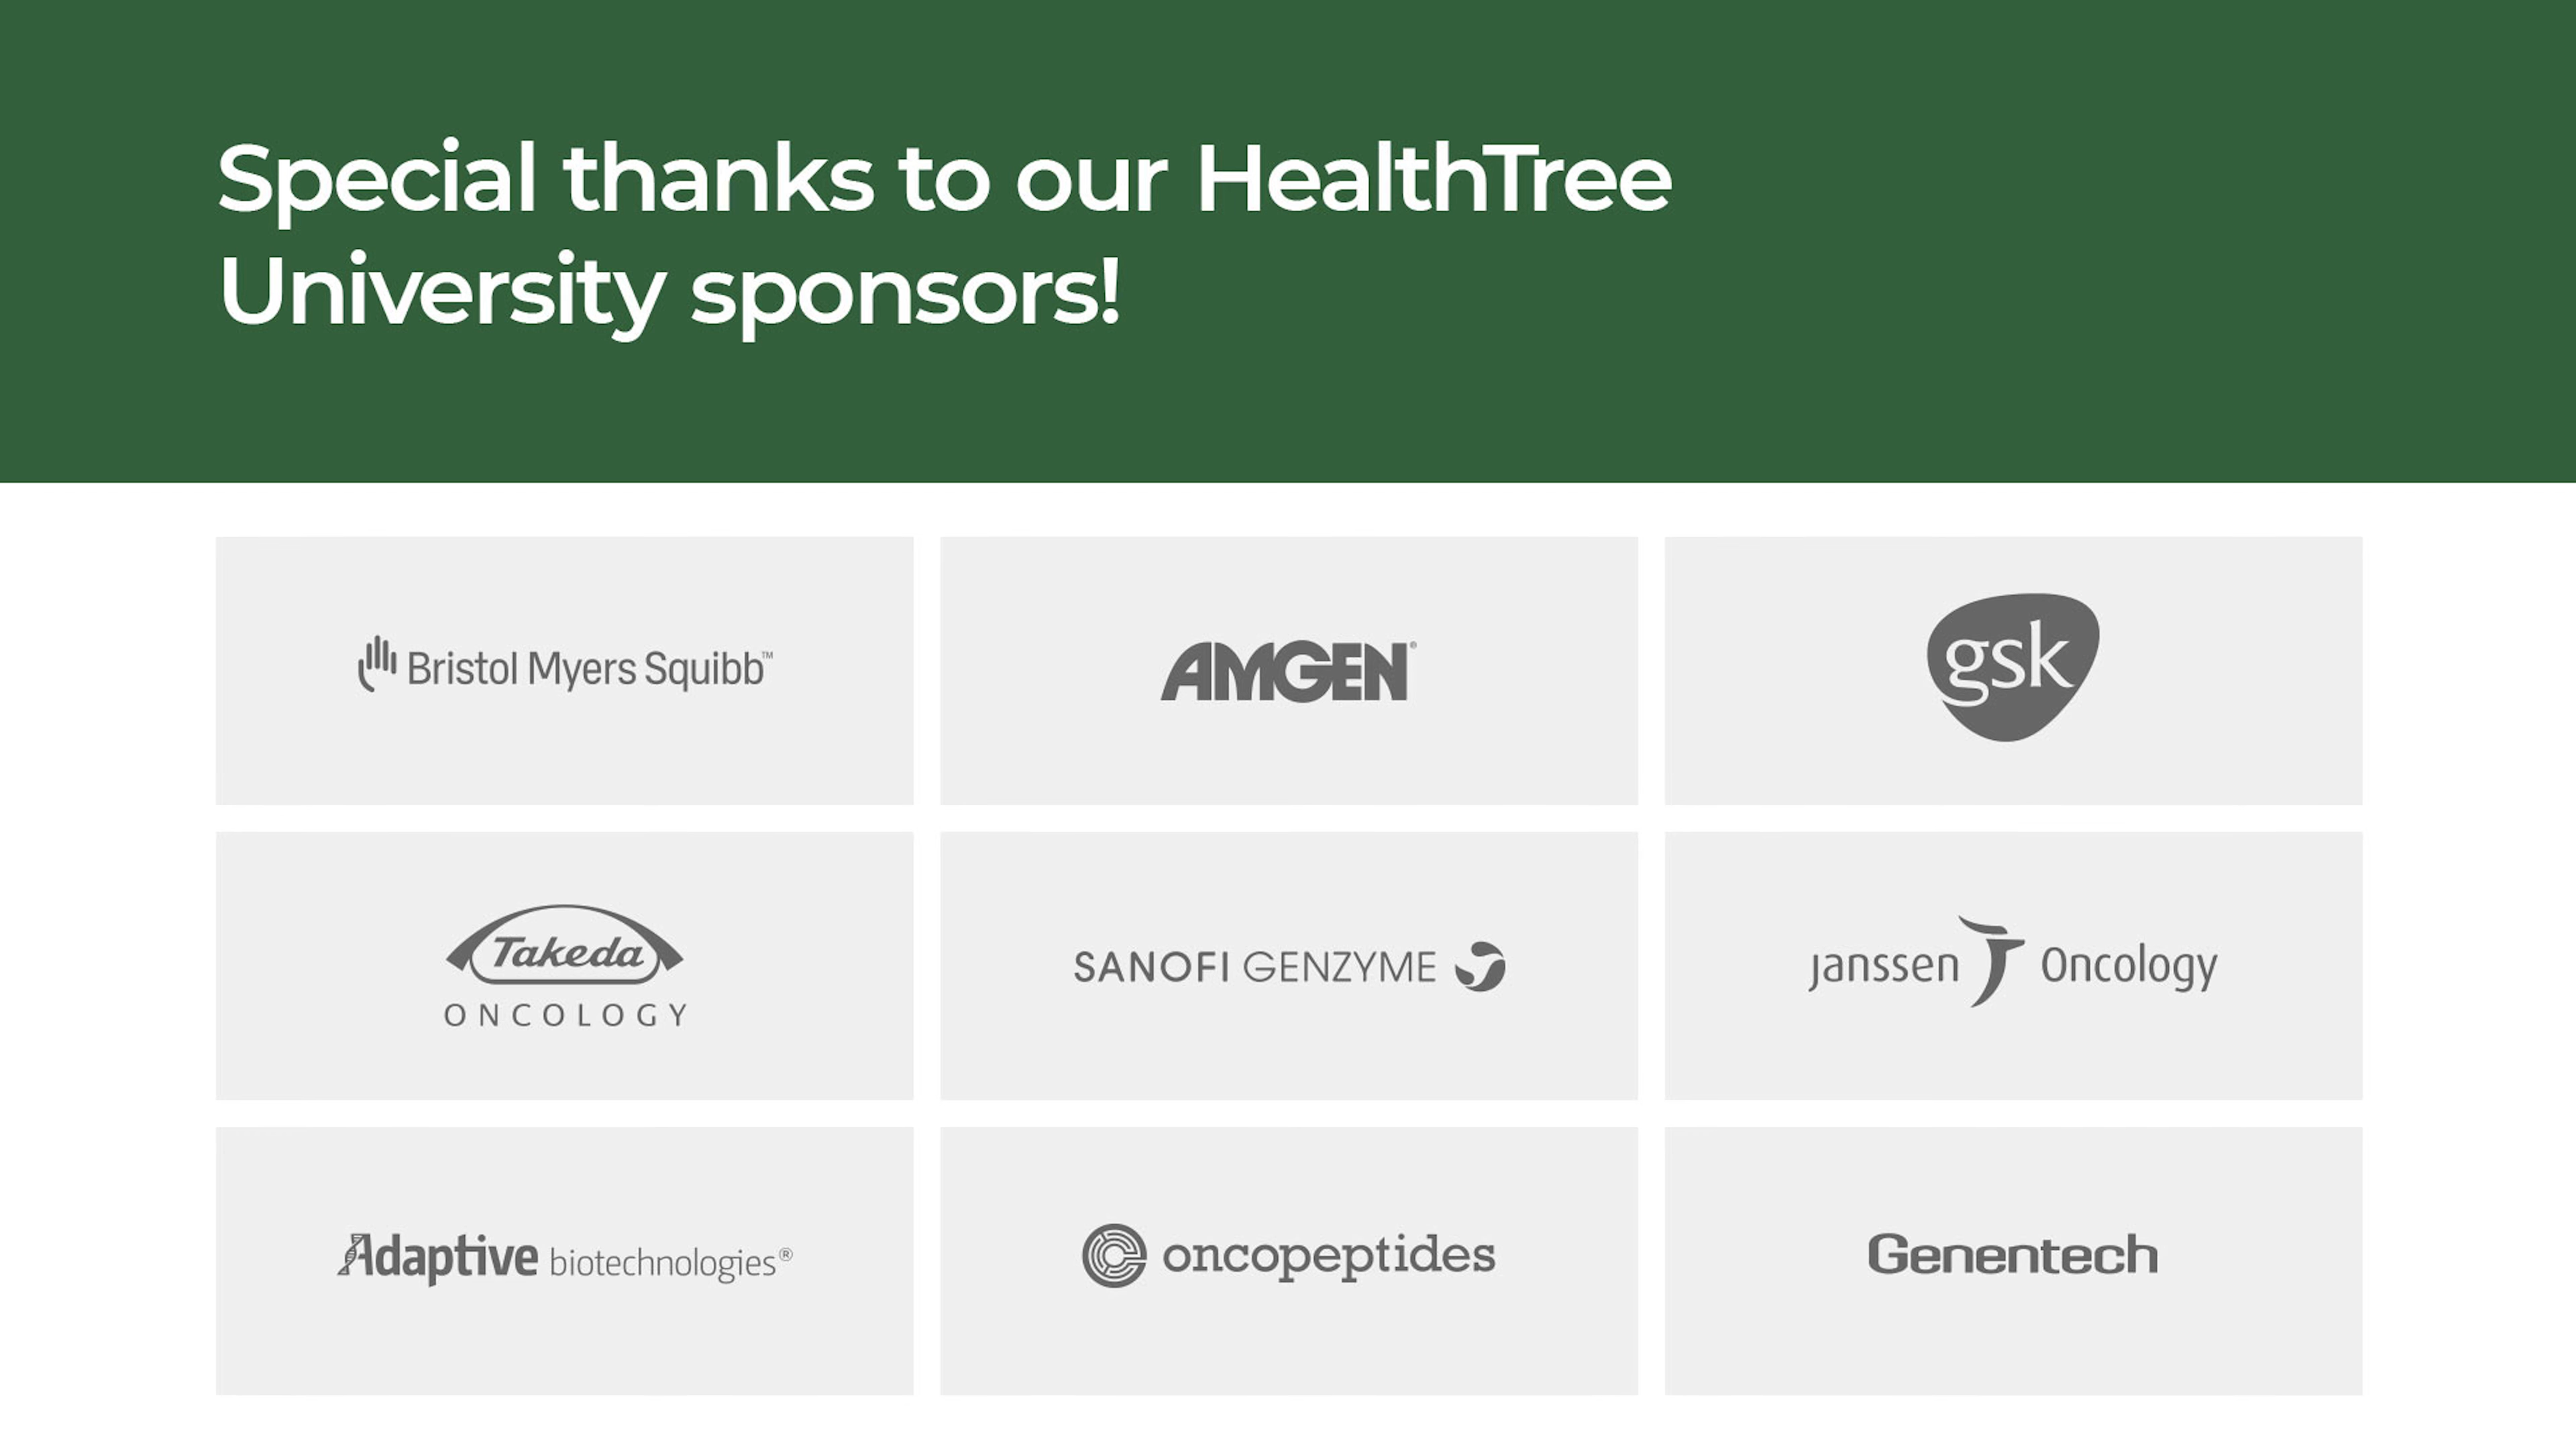 Special thanks to our HealthTree
University sponsors!
Bristol Myers Squibb™
AMGEN®
gsk
Takeda
ONCOLOGY
SANOFI GENZYME
janssen Oncology
Adaptive biotechnologies®
oncopeptides
Genentech